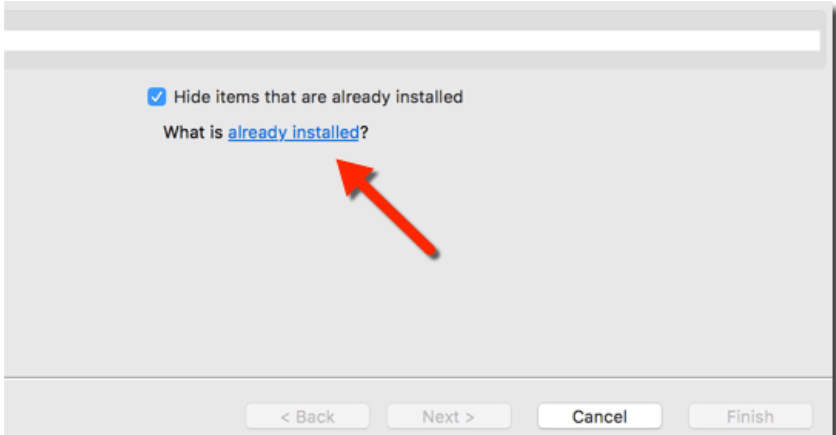 Hide items that are already installed
What is already installed?
< Back Next > Cancel Finish